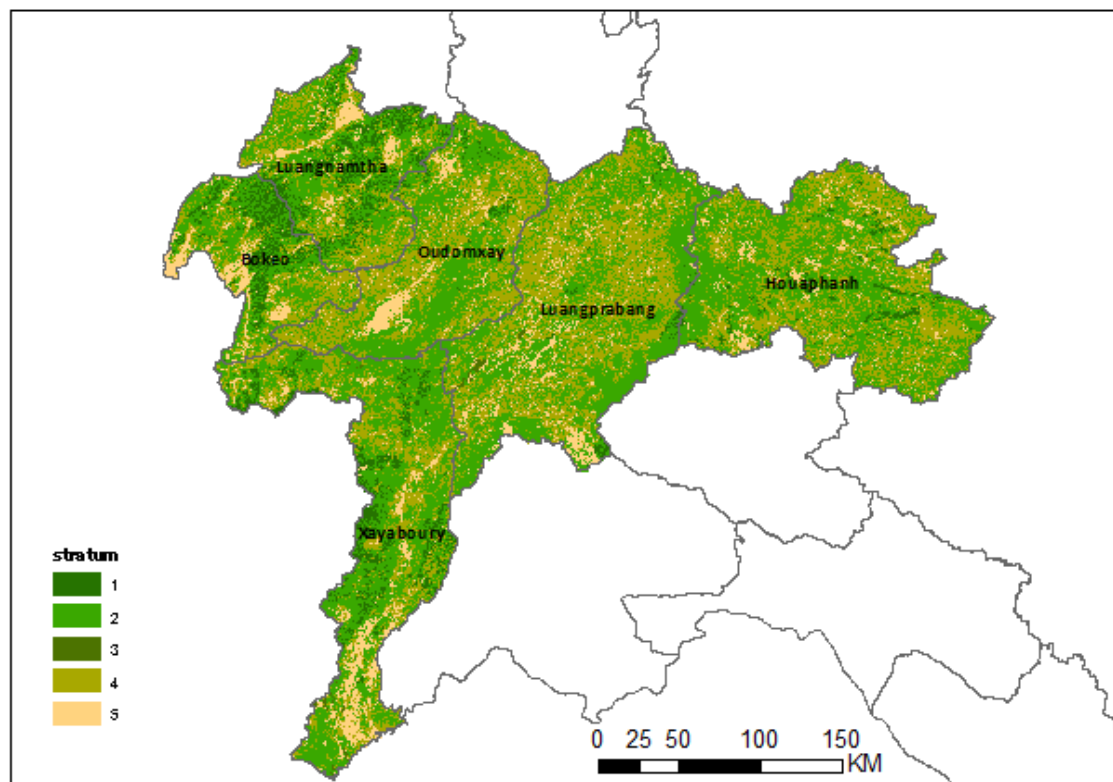 Luangnamtha
Bokeo
Oudomxay
Houaphanh
Luangprabang
Xayaboury
stratum
1
2
3
4
5
0 25 50 100 150
KM